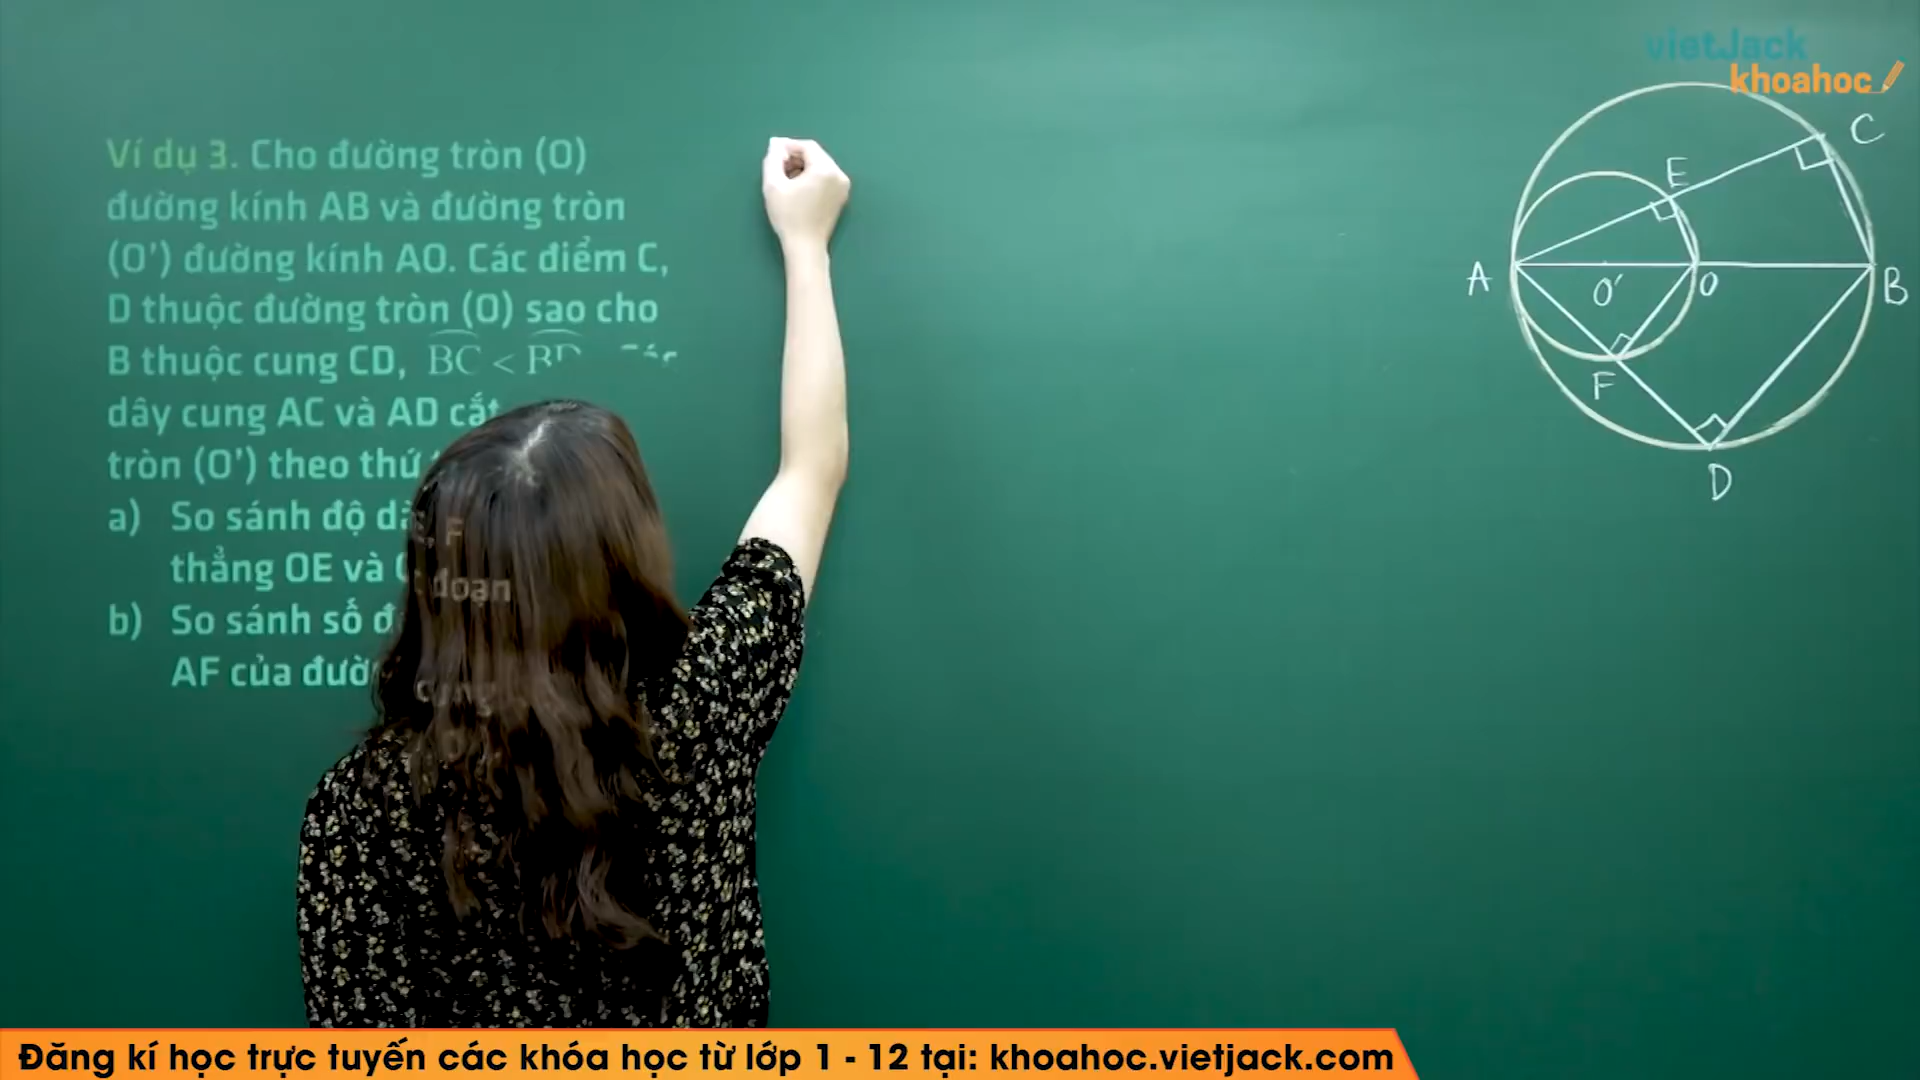 vietJack
khoahoc
Ví dụ 3. Cho đường tròn (O)
đường kính AB và đường tròn
(O') đường kính AO. Các điểm C,
D thuộc đường tròn (O) sao cho
B thuộc cung CD, BC < BD
dây cung AC và AD cắt
tròn (O') theo thứ
a) So sánh độ dài
E, F
thẳng OE và
đoạn
b) So sánh số đ
AF của đườ
cung
C
E
A
O'
O
B
F
D
Đăng kí học trực tuyến các khóa học từ lớp 1 - 12 tại: khoahoc.vietjack.com